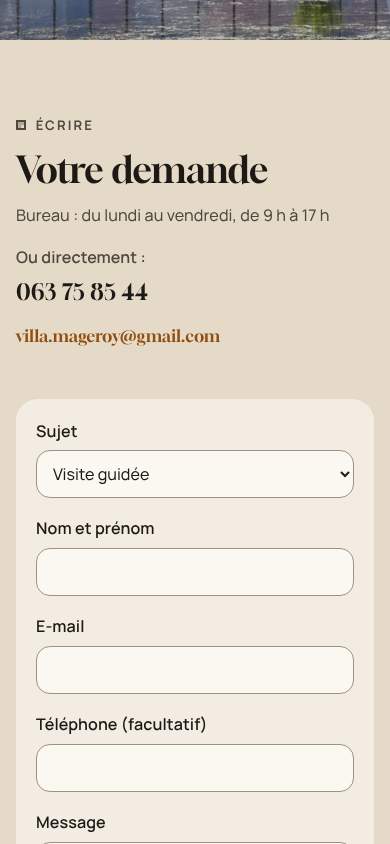 ÉCRIRE
Votre demande
Bureau : du lundi au vendredi, de 9 h à 17 h
Ou directement :
063 75 85 44
villa.mageroy@gmail.com
Sujet
Visite guidée
Nom et prénom
E-mail
Téléphone (facultatif)
Message